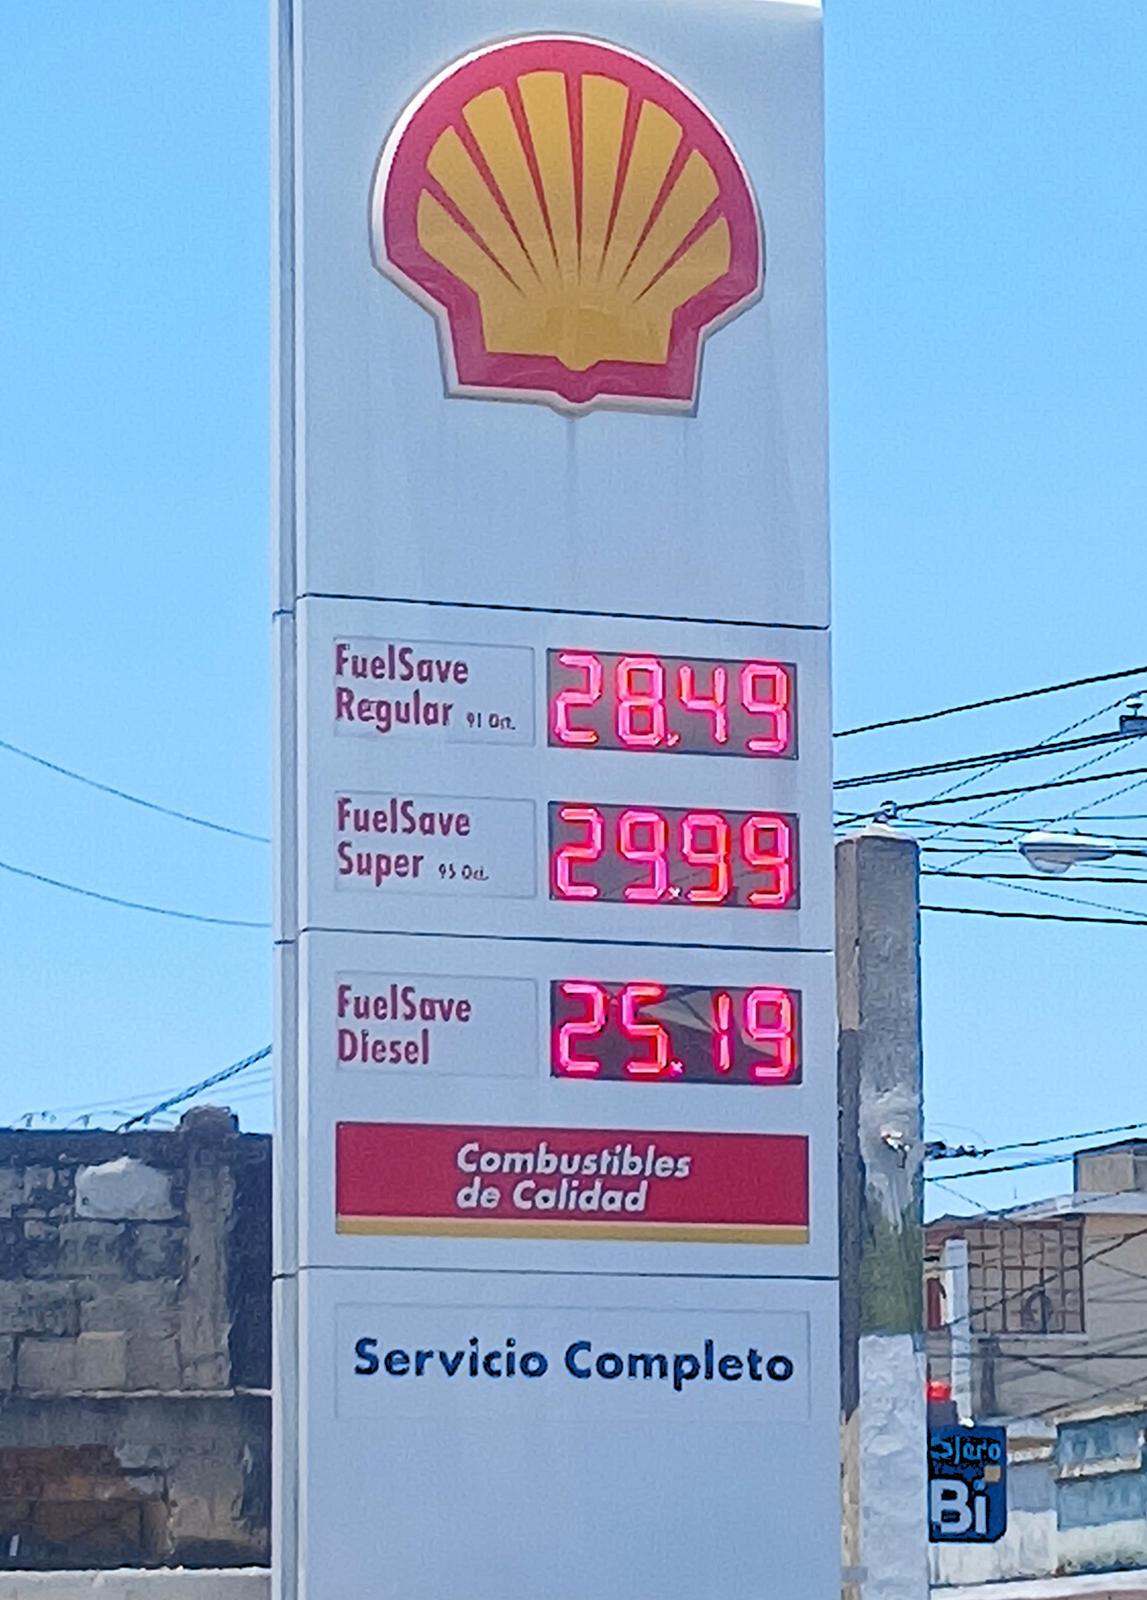 FuelSave
Regular 91 Oct.
28.49
FuelSave
Super 95 Oct.
29.99
FuelSave
Diesel
25.19
Combustibles
de Calidad
Servicio Completo
Bi